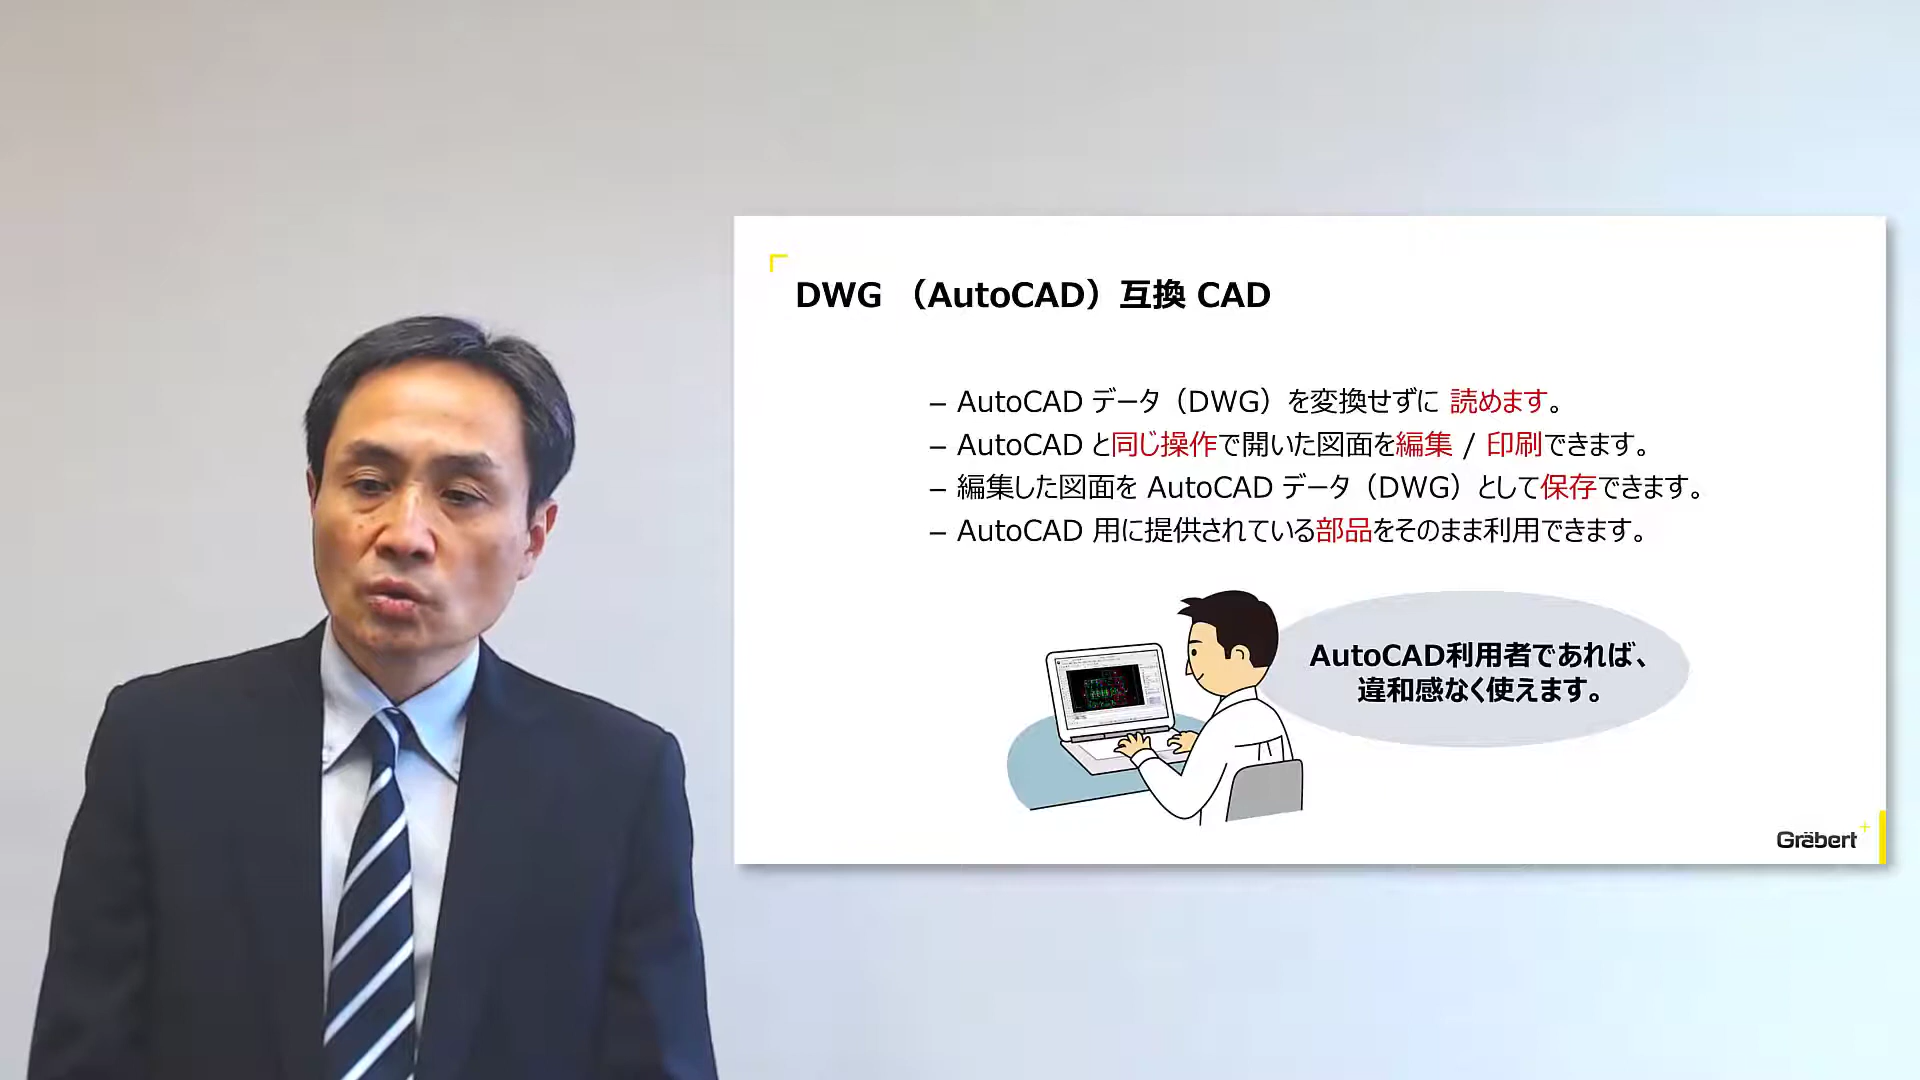 DWG （AutoCAD）互換 CAD
– AutoCAD データ（DWG）を変換せずに 読めます。
– AutoCAD と同じ操作で開いた図面を編集 / 印刷できます。
– 編集した図面を AutoCAD データ（DWG）として保存できます。
– AutoCAD 用に提供されている部品をそのまま利用できます。
AutoCAD利用者であれば、
違和感なく使えます。
Gräbert+